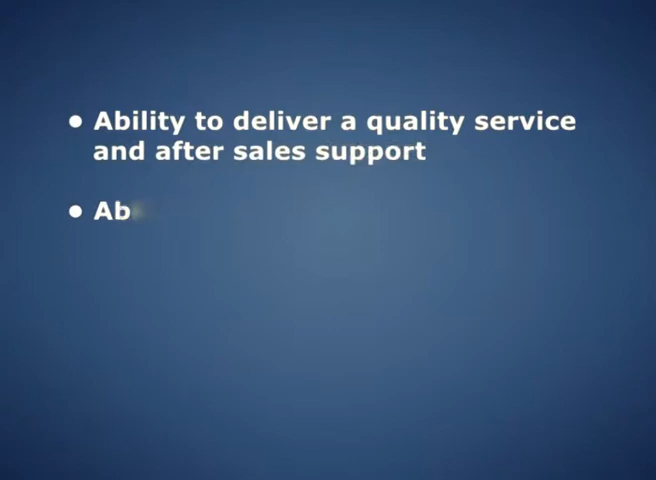 • Ability to deliver a quality service
and after sales support
• Ab